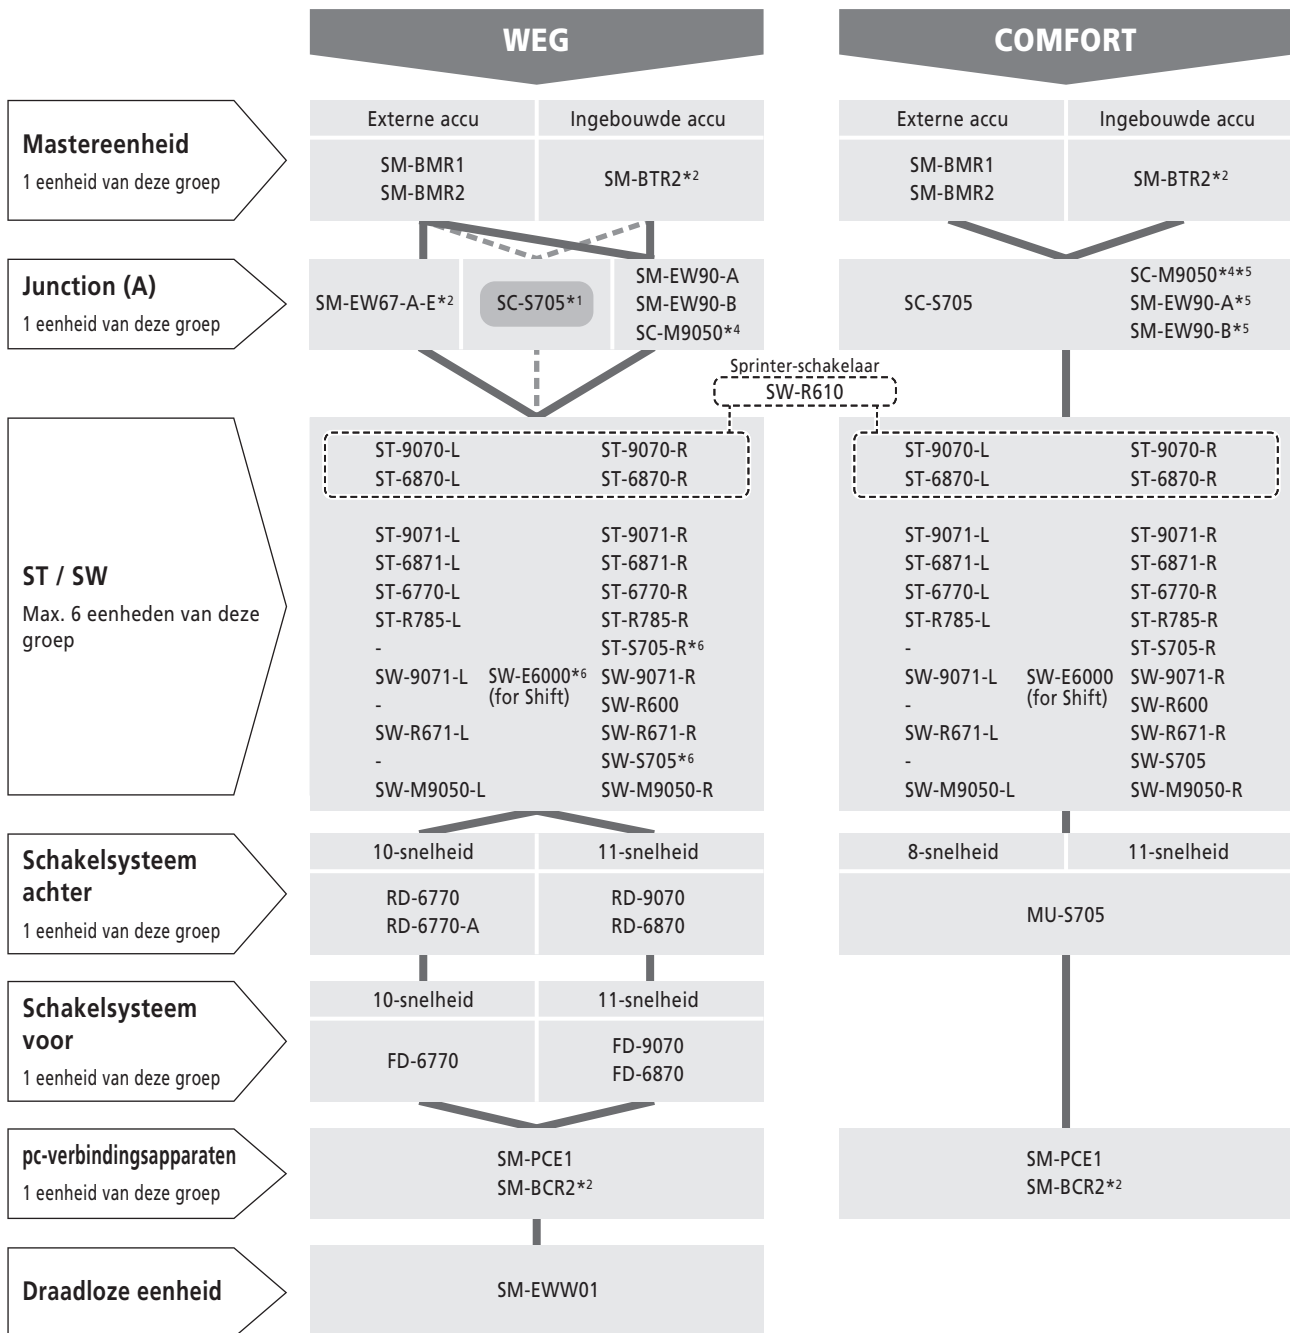 WEG
COMFORT
Mastereenheid
1 eenheid van deze groep
Externe accu
Ingebouwde accu
SM-BMR1
SM-BMR2
SM-BTR2*2
Externe accu
Ingebouwde accu
SM-BMR1
SM-BMR2
SM-BTR2*2
Junction (A)
1 eenheid van deze groep
SM-EW67-A-E*2
SC-S705*1
SM-EW90-A
SM-EW90-B
SC-M9050*4
SC-S705
SC-M9050*4*5
SM-EW90-A*5
SM-EW90-B*5
Sprinter-schakelaar
SW-R610
ST / SW
Max. 6 eenheden van deze
groep
ST-9070-L ST-9070-R
ST-6870-L ST-6870-R
ST-9071-L ST-9071-R
ST-6871-L ST-6871-R
ST-6770-L ST-6770-R
ST-R785-L ST-R785-R
- ST-S705-R*6
SW-9071-L SW-E6000*6 SW-9071-R
(for Shift)
- SW-R600
SW-R671-L SW-R671-R
- SW-S705*6
SW-M9050-L SW-M9050-R
ST-9070-L ST-9070-R
ST-6870-L ST-6870-R
ST-9071-L ST-9071-R
ST-6871-L ST-6871-R
ST-6770-L ST-6770-R
ST-R785-L ST-R785-R
- ST-S705-R
SW-9071-L SW-E6000 SW-9071-R
(for Shift)
- SW-R600
SW-R671-L SW-R671-R
- SW-S705
SW-M9050-L SW-M9050-R
Schakelsysteem
achter
1 eenheid van deze groep
10-snelheid
11-snelheid
RD-6770
RD-6770-A
RD-9070
RD-6870
8-snelheid
11-snelheid
MU-S705
Schakelsysteem
voor
1 eenheid van deze groep
10-snelheid
11-snelheid
FD-6770
FD-9070
FD-6870
pc-verbindingsapparaten
1 eenheid van deze groep
SM-PCE1
SM-BCR2*2
SM-PCE1
SM-BCR2*2
Draadloze eenheid
SM-EWW01